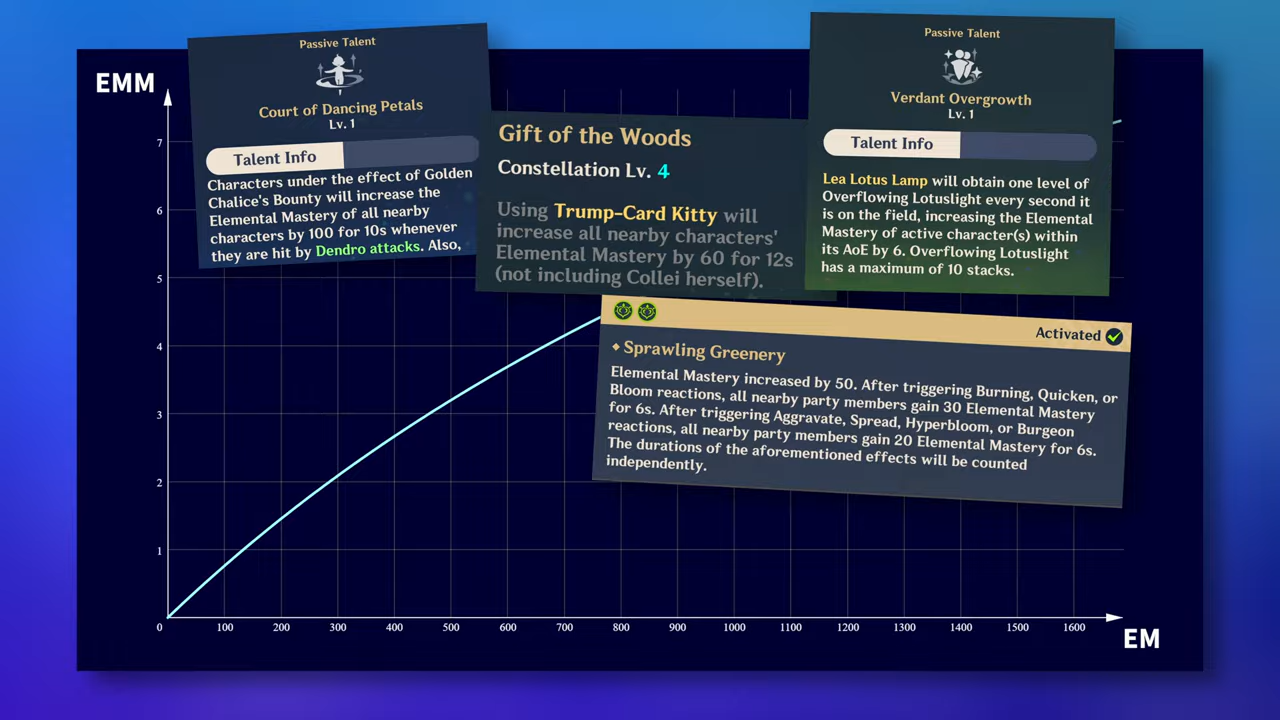 EMM
Passive Talent
Court of Dancing Petals
Lv. 1
Talent Info
Characters under the effect of Golden
Chalice's Bounty will increase the
Elemental Mastery of all nearby
characters by 100 for 10s whenever
they are hit by Dendro attacks. Also,
Gift of the Woods
Constellation Lv. 4
Using Trump-Card Kitty will
increase all nearby characters'
Elemental Mastery by 60 for 12s
(not including Collei herself).
Passive Talent
Verdant Overgrowth
Lv. 1
Talent Info
Lea Lotus Lamp will obtain one level of
Overflowing Lotuslight every second it
is on the field, increasing the Elemental
Mastery of active character(s) within
its AoE by 6. Overflowing Lotuslight
has a maximum of 10 stacks.
Activated
Sprawling Greenery
Elemental Mastery increased by 50. After triggering Burning, Quicken, or
Bloom reactions, all nearby party members gain 30 Elemental Mastery
for 6s. After triggering Aggravate, Spread, Hyperbloom, or Burgeon
reactions, all nearby party members gain 20 Elemental Mastery for 6s.
The durations of the aforementioned effects will be counted
independently.
7
6
5
4
3
2
1
0 100 200 300 400 500 600 700 800 900 1000 1100 1200 1300 1400 1500 1600
EM